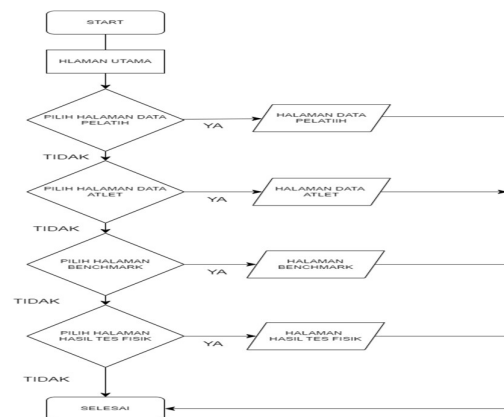 START
HLAMAN UTAMA
PILIH HALAMAN DATA
PELATIH
YA
HALAMAN DATA
PELATIIH
TIDAK
PILIH HALAMAN DATA
ATLET
YA
HALAMAN DATA
ATLET
TIDAK
PILIH HALAMAN
BENCHMARK
YA
HALAMAN
BENCHMARK
TIDAK
PILIH HALAMAN
HASIL TES FISIK
YA
HALAMAN
HASIL TES FISIK
TIDAK
SELESAI